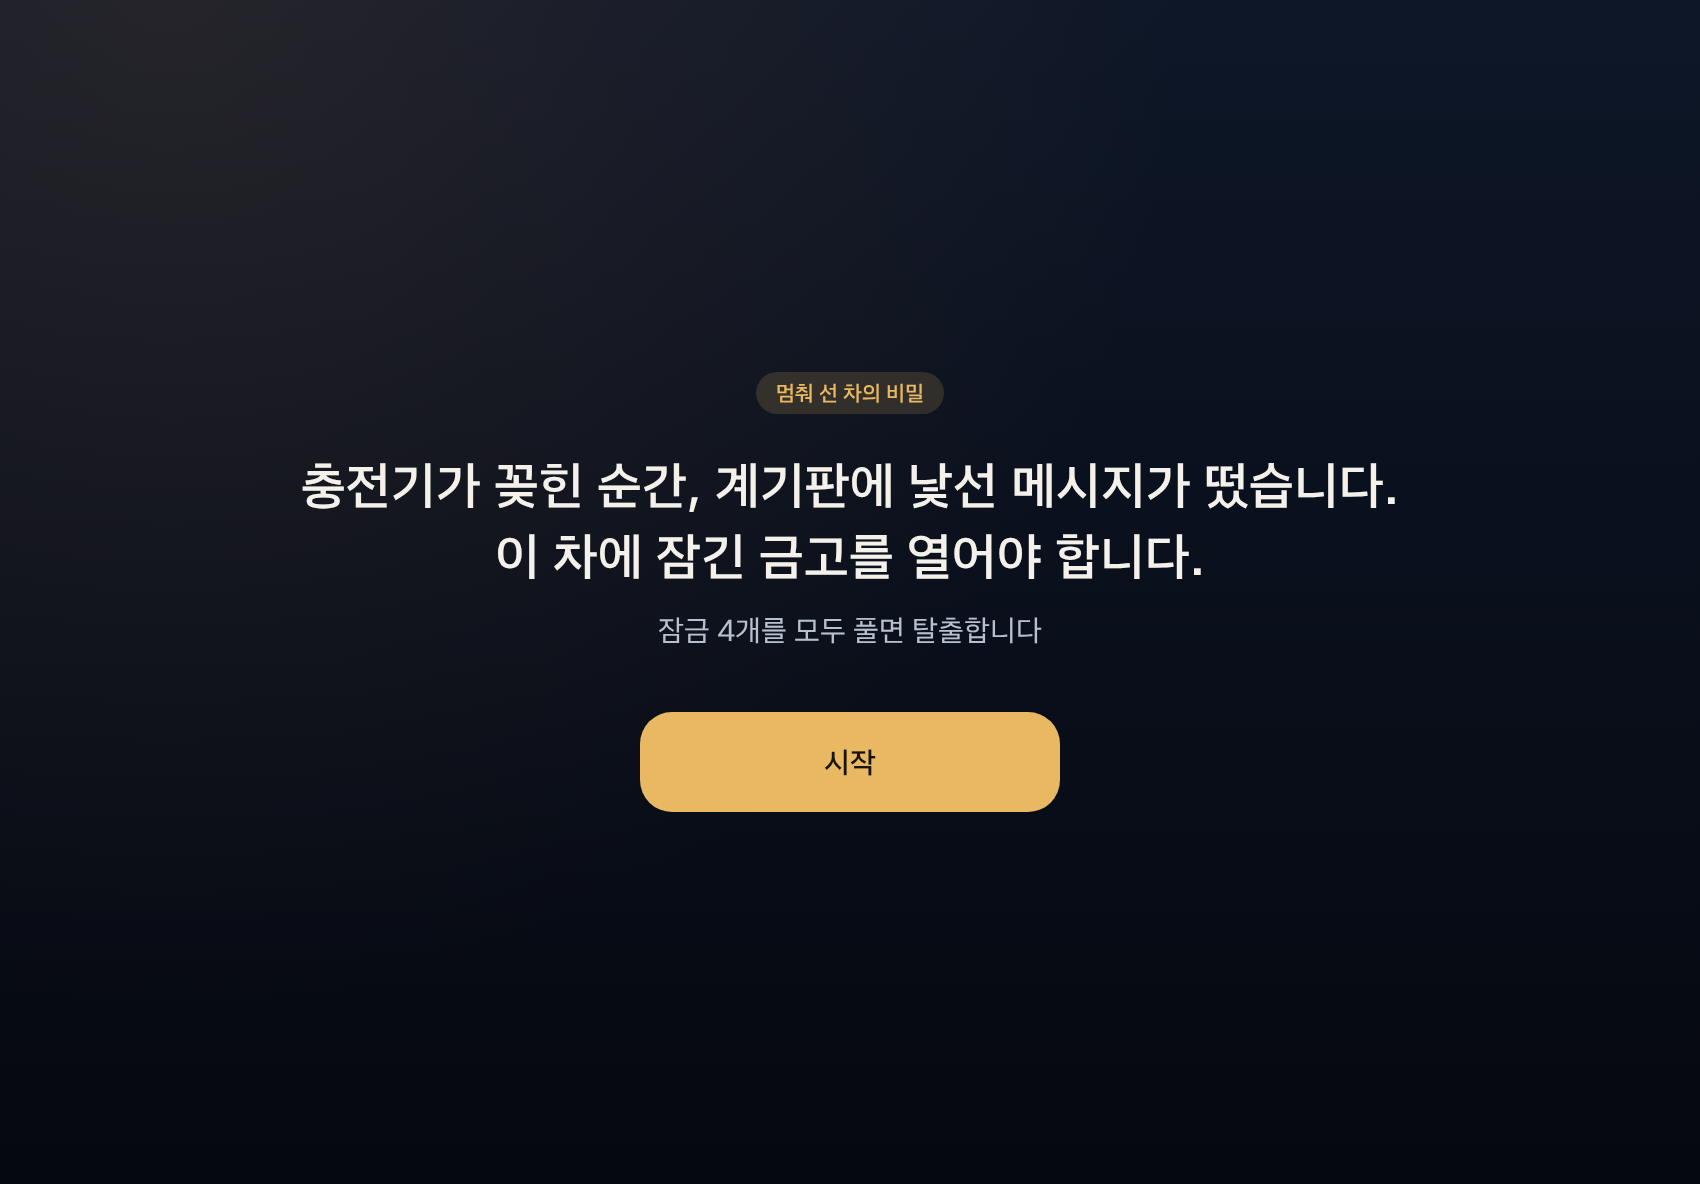 멈춰 선 차의 비밀
충전기가 꽂힌 순간, 계기판에 낯선 메시지가 떴습니다.
이 차에 잠긴 금고를 열어야 합니다.
잠금 4개를 모두 풀면 탈출합니다
시작